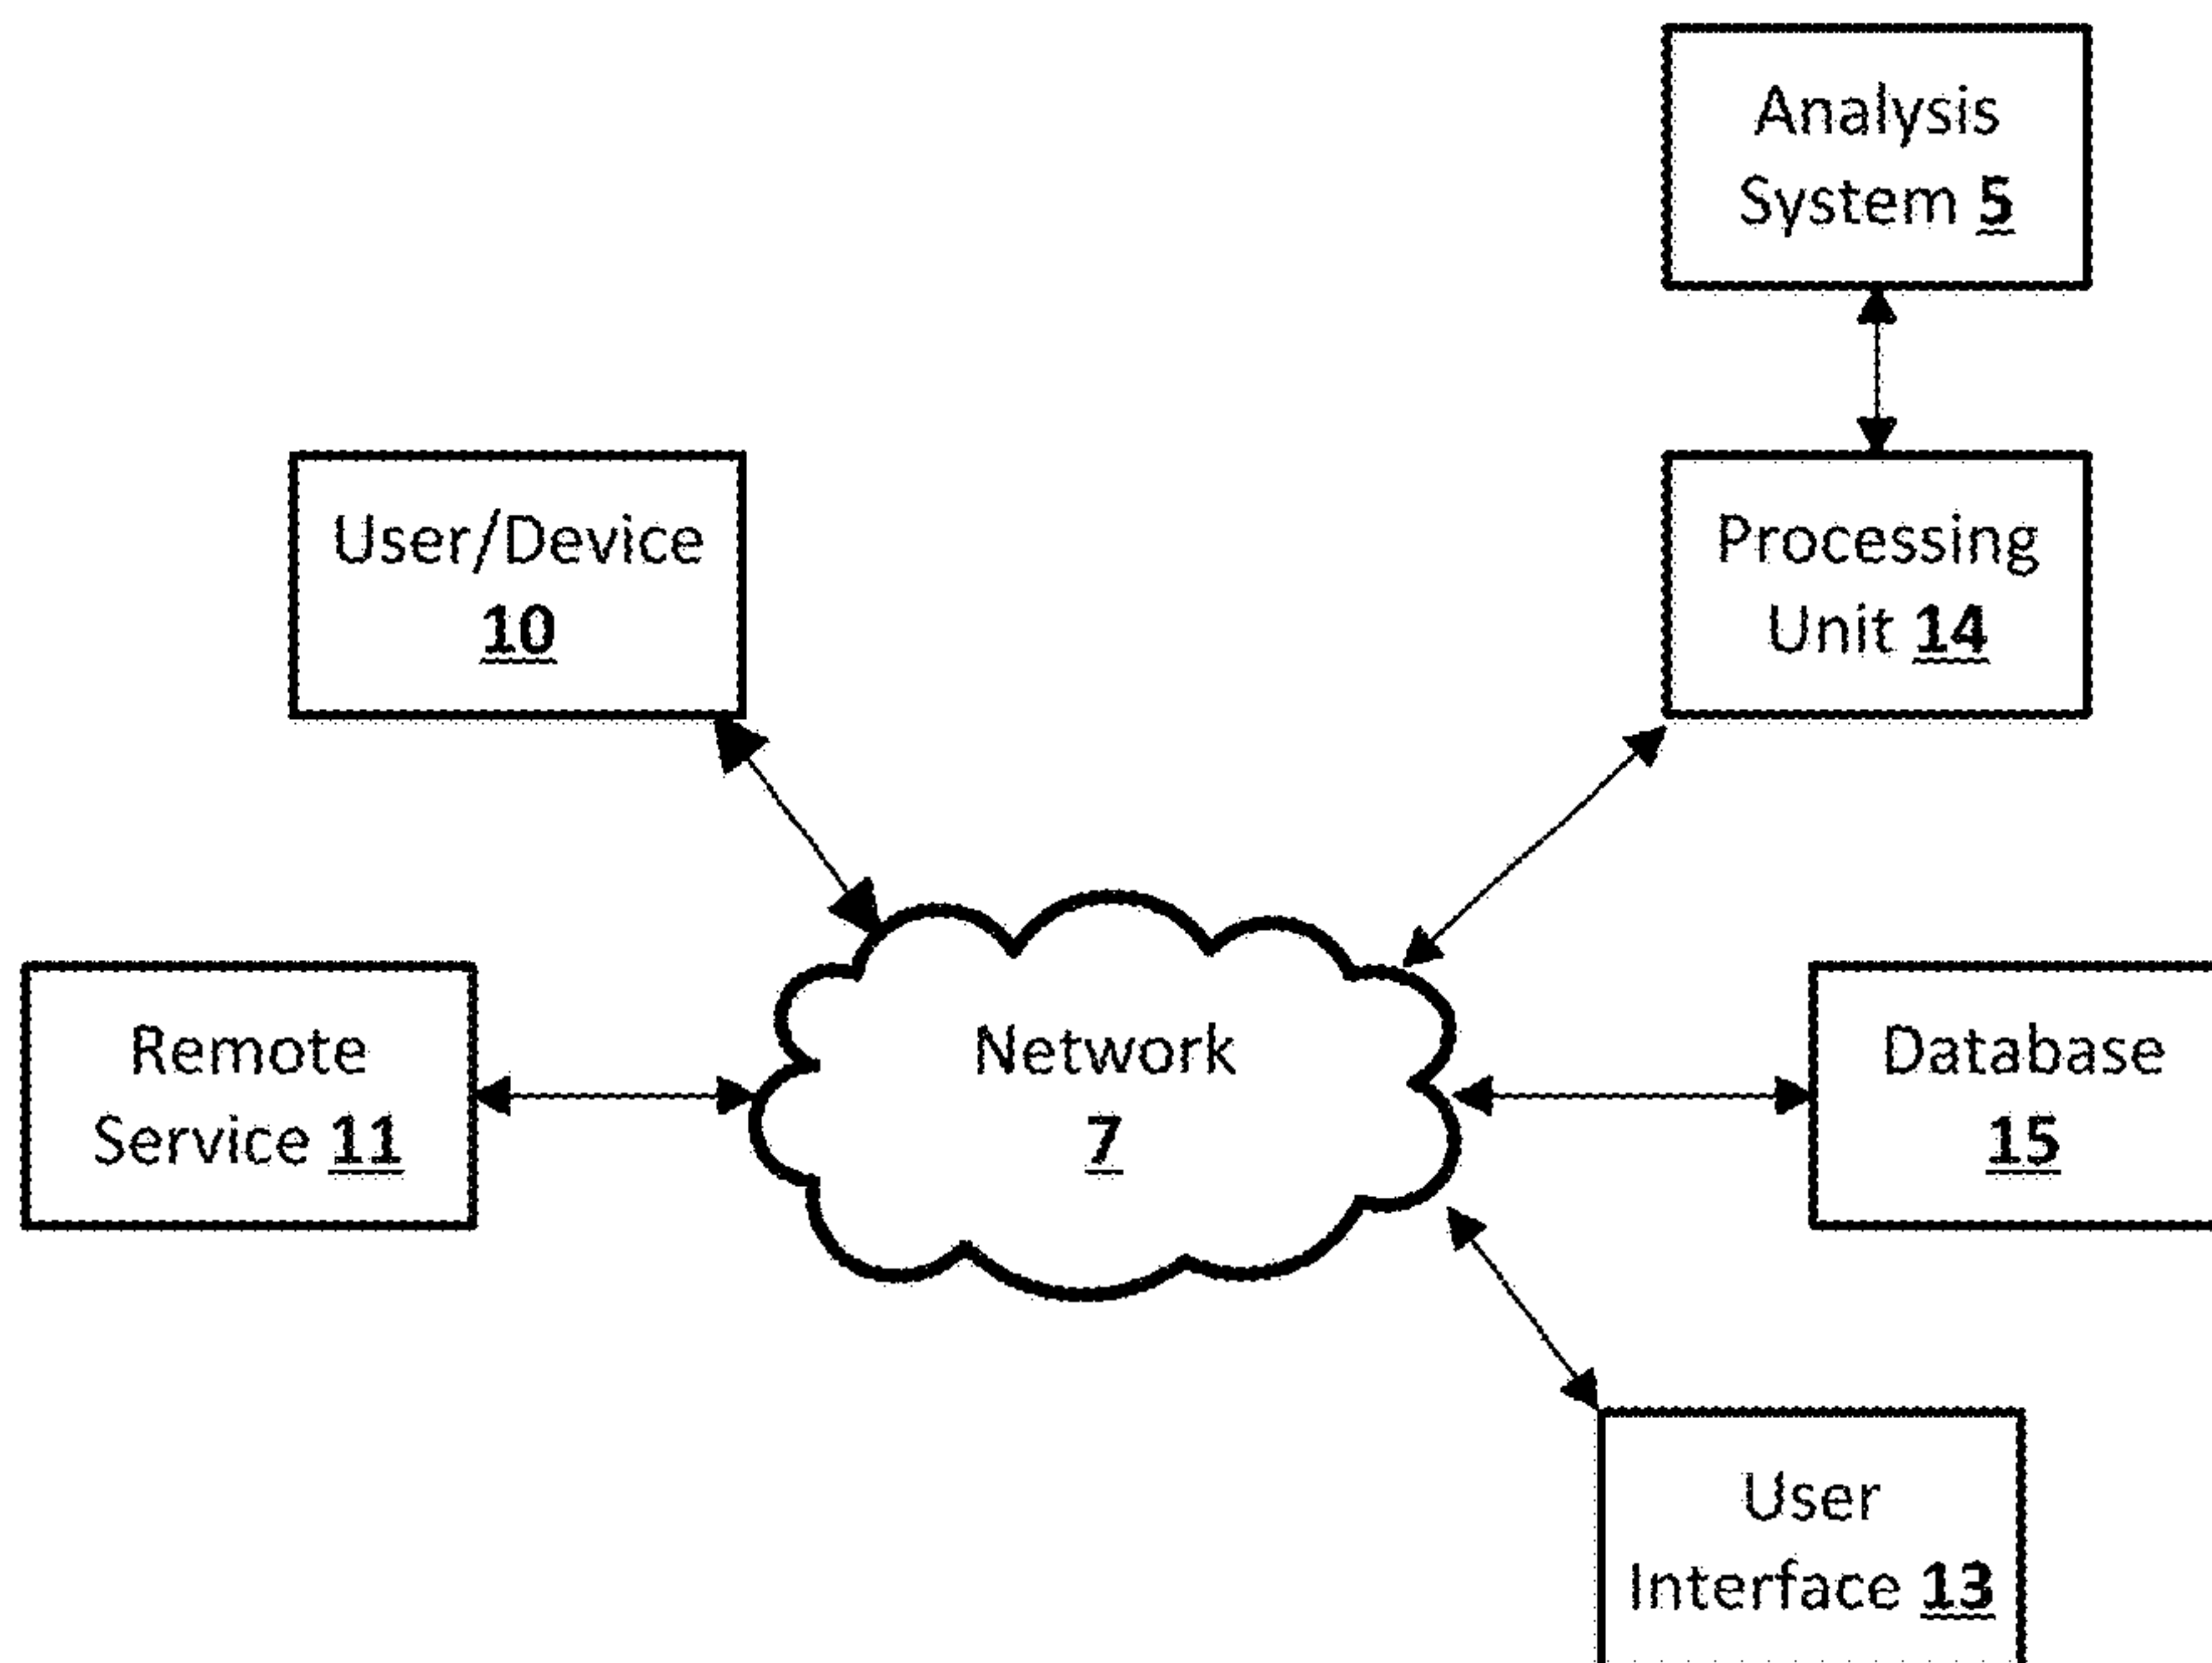 Analysis
System 5
User/Device
10
Processing
Unit 14
Remote
Service 11
Network
7
Database
15
User
Interface 13